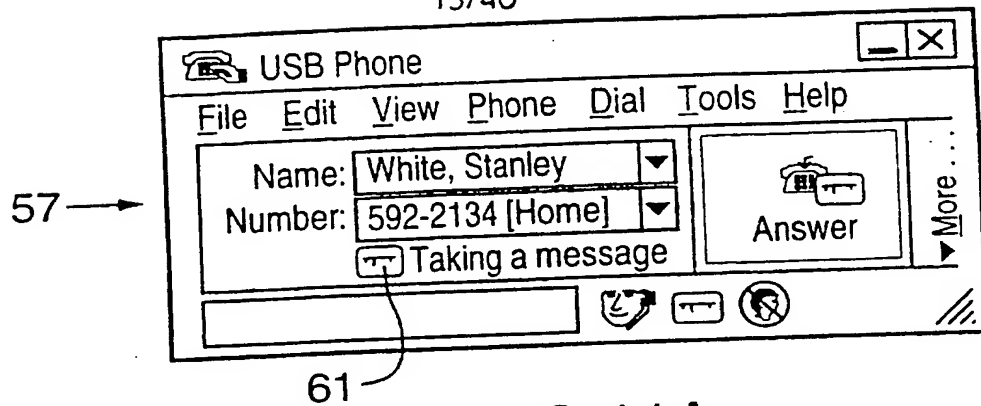 USB Phone
File Edit View Phone Dial Tools Help
Name: White, Stanley
Number: 592-2134 [Home]
Taking a message
Answer
More...
57
61